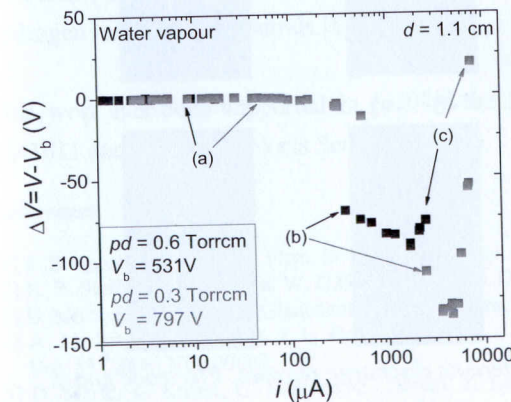 Water vapour
d = 1.1 cm
0
-50
-100
-150
ΔV=V-V_b (V)
(a)
(b)
(c)
pd = 0.6 Torrcm
V_b = 531V
pd = 0.3 Torrcm
V_b = 797 V
1
10
100
1000
10000
i (μA)